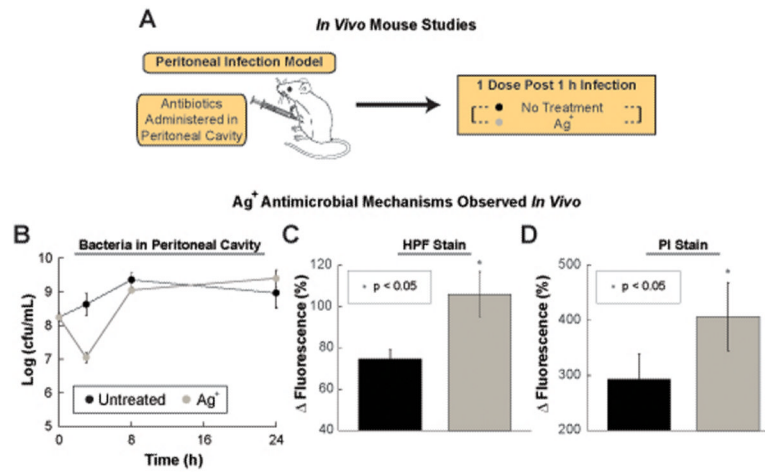 A
In Vivo Mouse Studies
Peritoneal Infection Model
Antibiotics
Administered in
Peritoneal Cavity
1 Dose Post 1 h Infection
No Treatment
Ag⁺
Ag⁺ Antimicrobial Mechanisms Observed In Vivo
B
Bacteria in Peritoneal Cavity
Log (cfu/mL)
10
9
8
7
6
5
Untreated
Ag⁺
0
8
16
24
Time (h)
C
HPF Stain
Δ Fluorescence (%)
120
100
80
60
40
* p < 0.05
*
D
PI Stain
Δ Fluorescence (%)
500
400
300
200
* p < 0.05
*